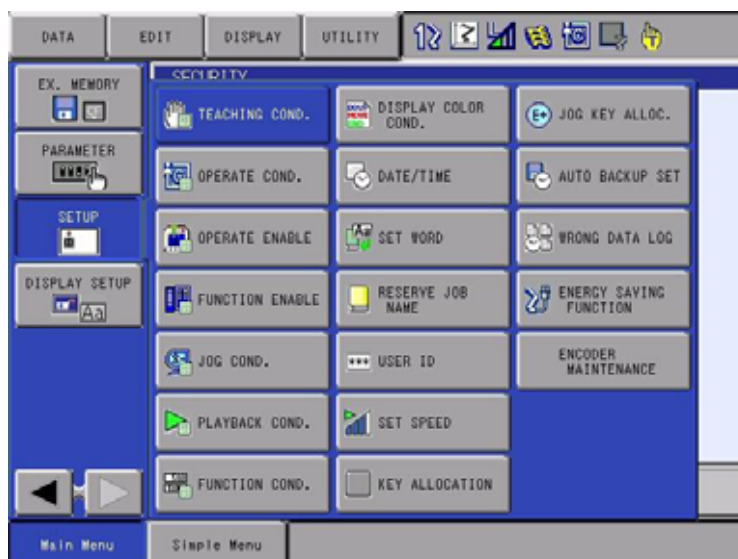 DATA
EDIT
DISPLAY
UTILITY
EX. MEMORY
PARAMETER
SETUP
DISPLAY SETUP
SECURITY
TEACHING COND.
DISPLAY COLOR
COND.
JOG KEY ALLOC.
OPERATE COND.
DATE/TIME
AUTO BACKUP SET
OPERATE ENABLE
SET WORD
WRONG DATA LOG
FUNCTION ENABLE
RESERVE JOB
NAME
ENERGY SAVING
FUNCTION
JOG COND.
USER ID
ENCODER
MAINTENANCE
PLAYBACK COND.
SET SPEED
FUNCTION COND.
KEY ALLOCATION
Main Menu
Simple Menu